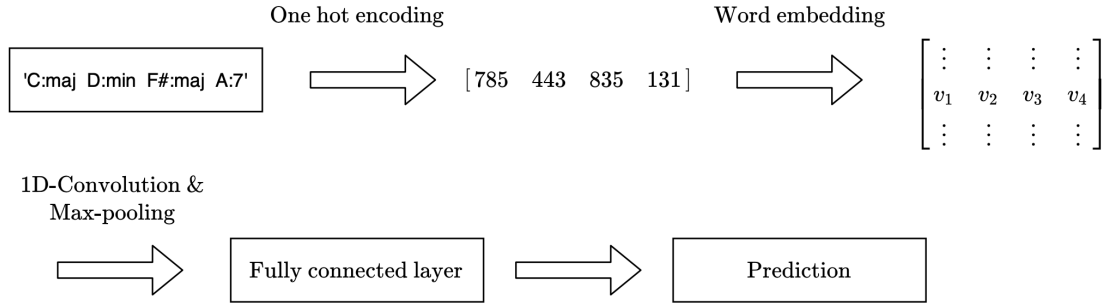 One hot encoding
Word embedding
'C:maj D:min F#:maj A:7'
[785 443 835 131]
⋮ ⋮ ⋮ ⋮
v₁ v₂ v₃ v₄
⋮ ⋮ ⋮ ⋮
1D-Convolution &
Max-pooling
Fully connected layer
Prediction